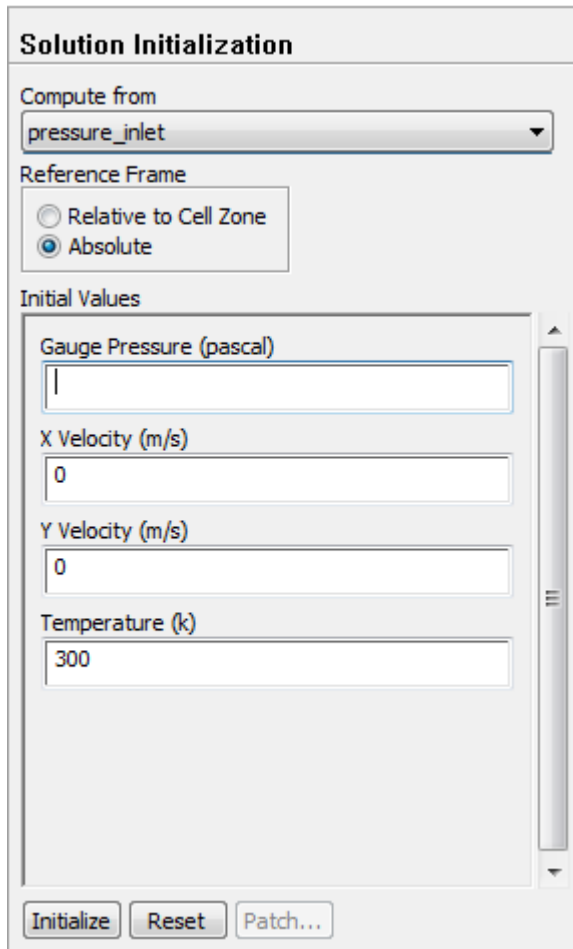 Solution Initialization
Compute from
pressure_inlet
Reference Frame
Relative to Cell Zone
Absolute
Initial Values
Gauge Pressure (pascal)
X Velocity (m/s)
0
Y Velocity (m/s)
0
Temperature (k)
300
Initialize Reset Patch...